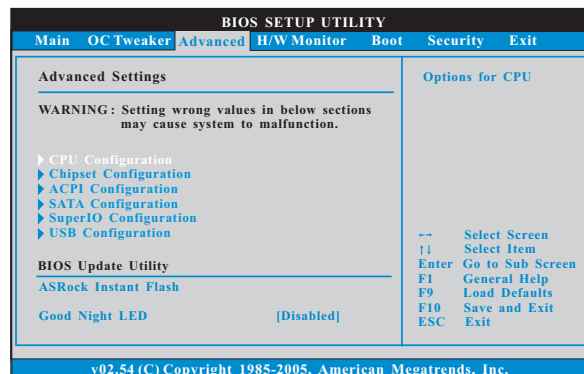 BIOS SETUP UTILITY
Main OC Tweaker Advanced H/W Monitor Boot Security Exit
Advanced Settings
WARNING : Setting wrong values in below sections
may cause system to malfunction.
CPU Configuration
Chipset Configuration
ACPI Configuration
SATA Configuration
SuperIO Configuration
USB Configuration
BIOS Update Utility
ASRock Instant Flash
Good Night LED [Disabled]
Options for CPU
←→ Select Screen
↑↓ Select Item
Enter Go to Sub Screen
F1 General Help
F9 Load Defaults
F10 Save and Exit
ESC Exit
v02.54 (C) Copyright 1985-2005, American Megatrends, Inc.